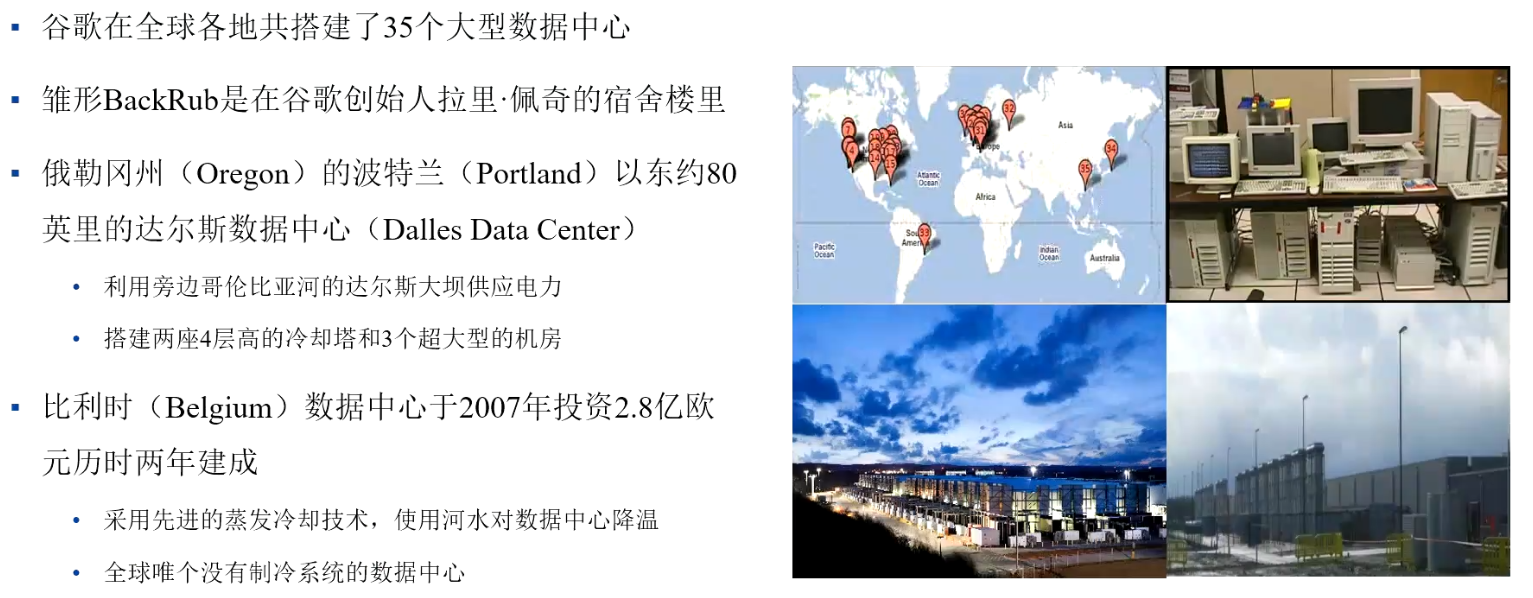 谷歌在全球各地共搭建了35个大型数据中心
雏形BackRub是在谷歌创始人拉里·佩奇的宿舍楼里
俄勒冈州（Oregon）的波特兰（Portland）以东约80
英里的达尔斯数据中心（Dalles Data Center）
利用旁边哥伦比亚河的达尔斯大坝供应电力
搭建两座4层高的冷却塔和3个超大型的机房
比利时（Belgium）数据中心于2007年投资2.8亿欧
元历时两年建成
采用先进的蒸发冷却技术，使用河水对数据中心降温
全球唯个没有制冷系统的数据中心
32
7
Asia
31
34
4
14
15
35
Atlantic
Ocean
Africa
33
Pacific
Ocean
Indian
Ocean
Australia